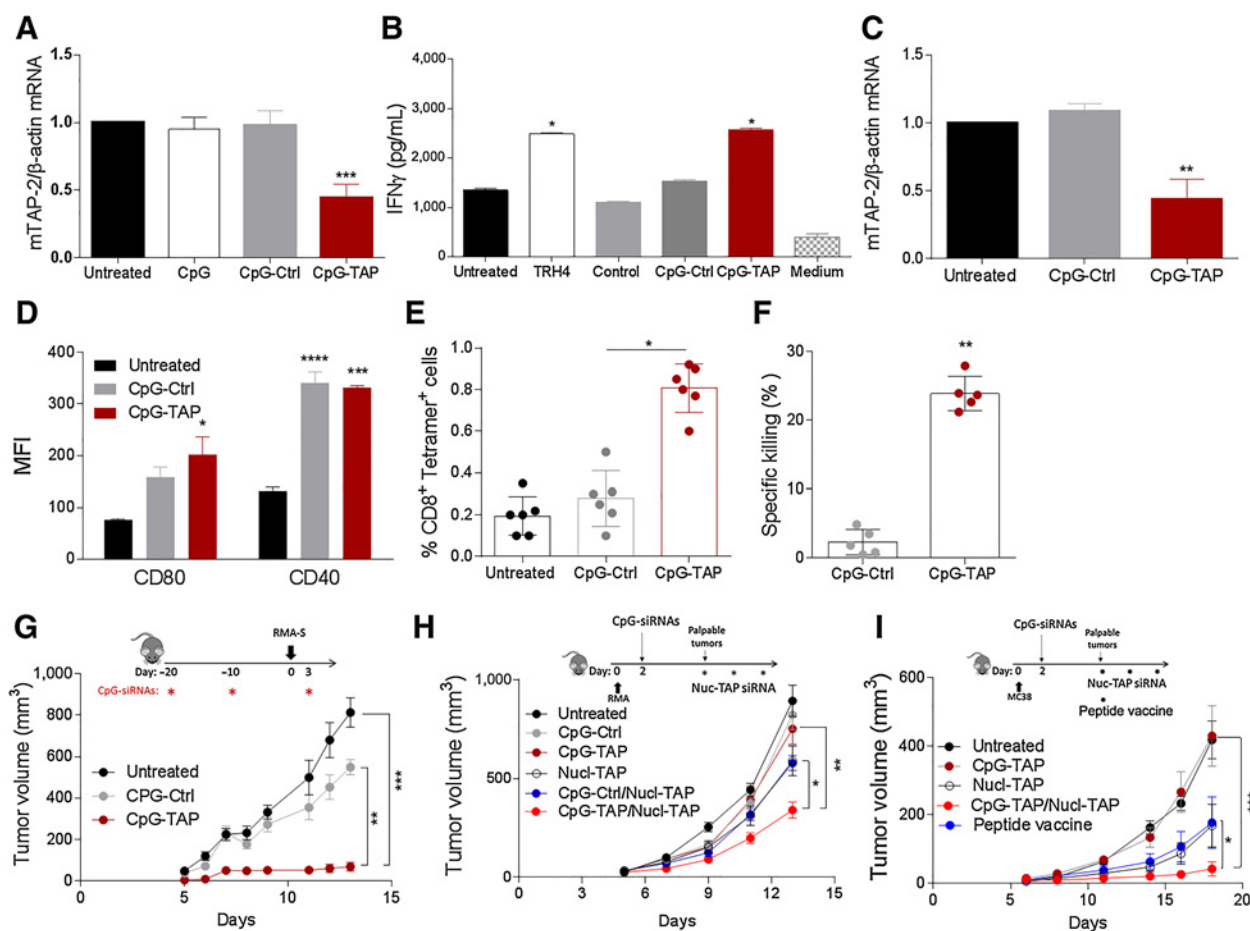 A
mTAP-2/β-actin mRNA
1.5
1.0
0.5
0.0
***
Untreated CpG CpG-Ctrl CpG-TAP
B
IFNγ (pg/mL)
4,000
3,000
2,000
1,000
0
* *
Untreated TRH4 Control CpG-Ctrl CpG-TAP Medium
C
mTAP-2/β-actin mRNA
1.5
1.0
0.5
0.0
**
Untreated CpG-Ctrl CpG-TAP
D
MFI
400
300
200
100
0
Untreated
CpG-Ctrl
CpG-TAP
* **** ***
CD80 CD40
E
% CD8+ Tetramer+ cells
1.0
0.8
0.6
0.4
0.2
0.0
*
Untreated CpG-Ctrl CpG-TAP
F
Specific killing (%)
30
20
10
0
**
CpG-Ctrl CpG-TAP
G
RMA-S
Day: –20 –10 0 3
CpG-siRNAs: * * *
Tumor volume (mm3)
1,000
800
600
400
200
0
Untreated
CPG-Ctrl
CpG-TAP
**
***
0 5 10 15
Days
H
CpG-siRNAs
Palpable
tumors
Day: 0 2 * * *
RMA
Nuc-TAP siRNA
Tumor volume (mm3)
1,000
500
0
Untreated
CpG-Ctrl
CpG-TAP
Nucl-TAP
CpG-Ctrl/Nucl-TAP
CpG-TAP/Nucl-TAP
*
**
0 3 6 9 12 15
Days
I
CpG-siRNAs
Palpable
tumors
Day: 0 2 * * *
MC38
Nuc-TAP siRNA
*
Peptide vaccine
Tumor volume (mm3)
600
400
200
0
Untreated
CpG-TAP
Nucl-TAP
CpG-TAP/Nucl-TAP
Peptide vaccine
*
0 5 10 15 20
Days